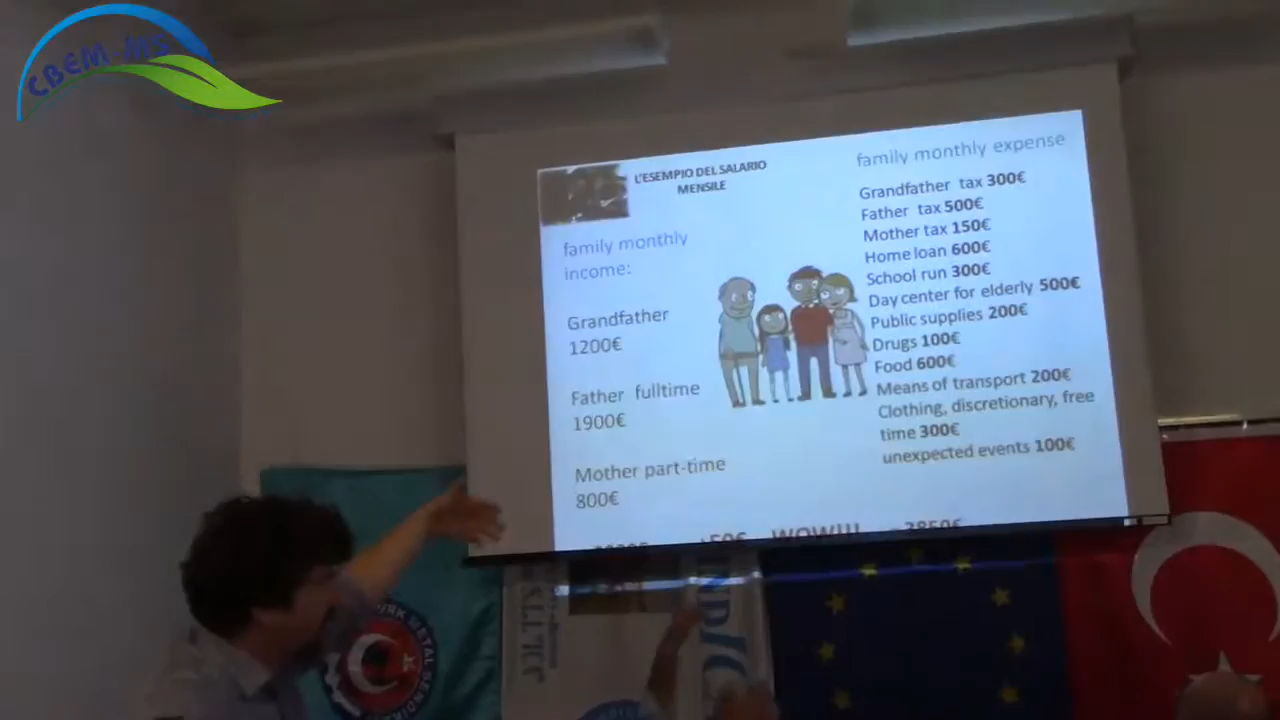 CBEM-MS
L'ESEMPIO DEL SALARIO
MENSILE
family monthly
income:
Grandfather
1200€
Father fulltime
1900€
Mother part-time
800€
family monthly expense
Grandfather tax 300€
Father tax 500€
Mother tax 150€
Home loan 600€
School run 300€
Day center for elderly 500€
Public supplies 200€
Drugs 100€
Food 600€
Means of transport 200€
Clothing, discretionary, free
time 300€
unexpected events 100€
+50€ WOW!!! -3850€